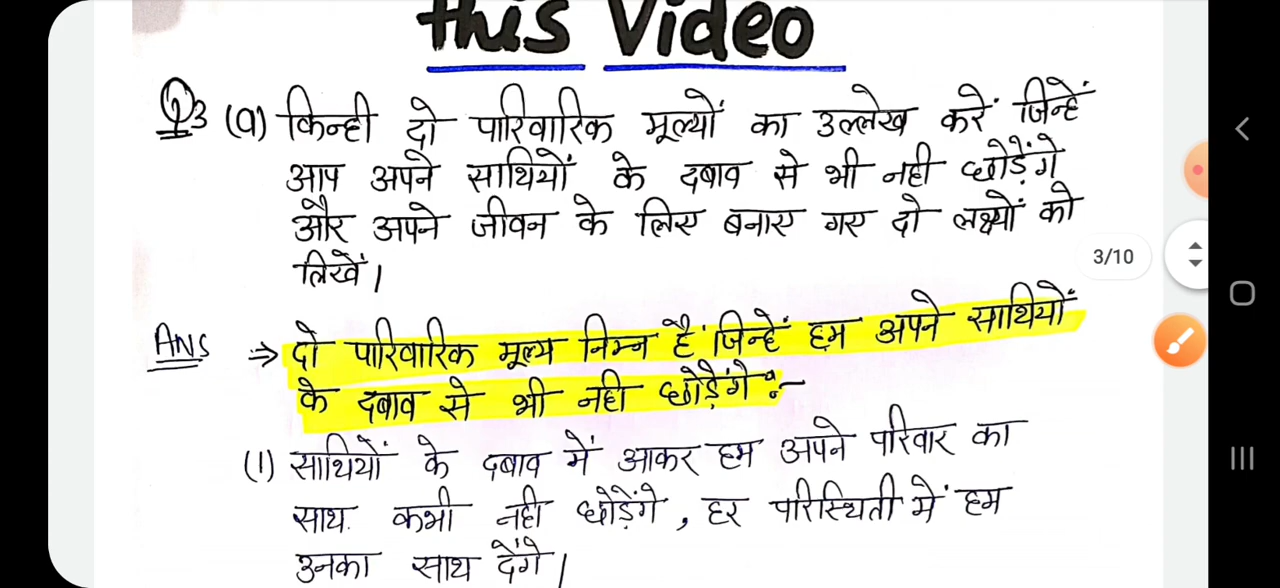 this Video
Q3 (a) किन्ही दो पारिवारिक मूल्यों का उल्लेख करें जिन्हें
आप अपने साथियों के दबाव से भी नही छोड़ेंगे
और अपने जीवन के लिए बनाए गए दो लक्ष्यों को
लिखें।
3/10
Ans ⇒ दो पारिवारिक मूल्य निम्न हैं जिन्हें हम अपने साथियों
के दबाव से भी नही छोड़ेंगे :-
(1) साथियों के दबाव में आकर हम अपने परिवार का
साथ कभी नही छोड़ेंगे, हर परिस्थिती में हम
उनका साथ देंगे।